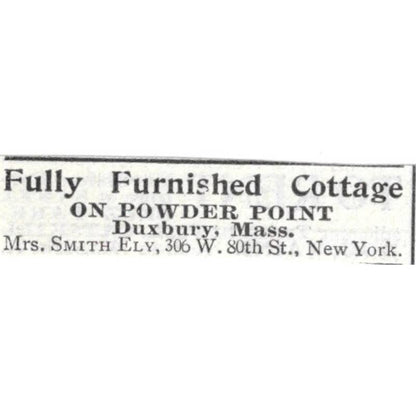 Fully Furnished Cottage
ON POWDER POINT
Duxbury, Mass.
Mrs. SMITH ELY, 306 W. 80th St., New York.